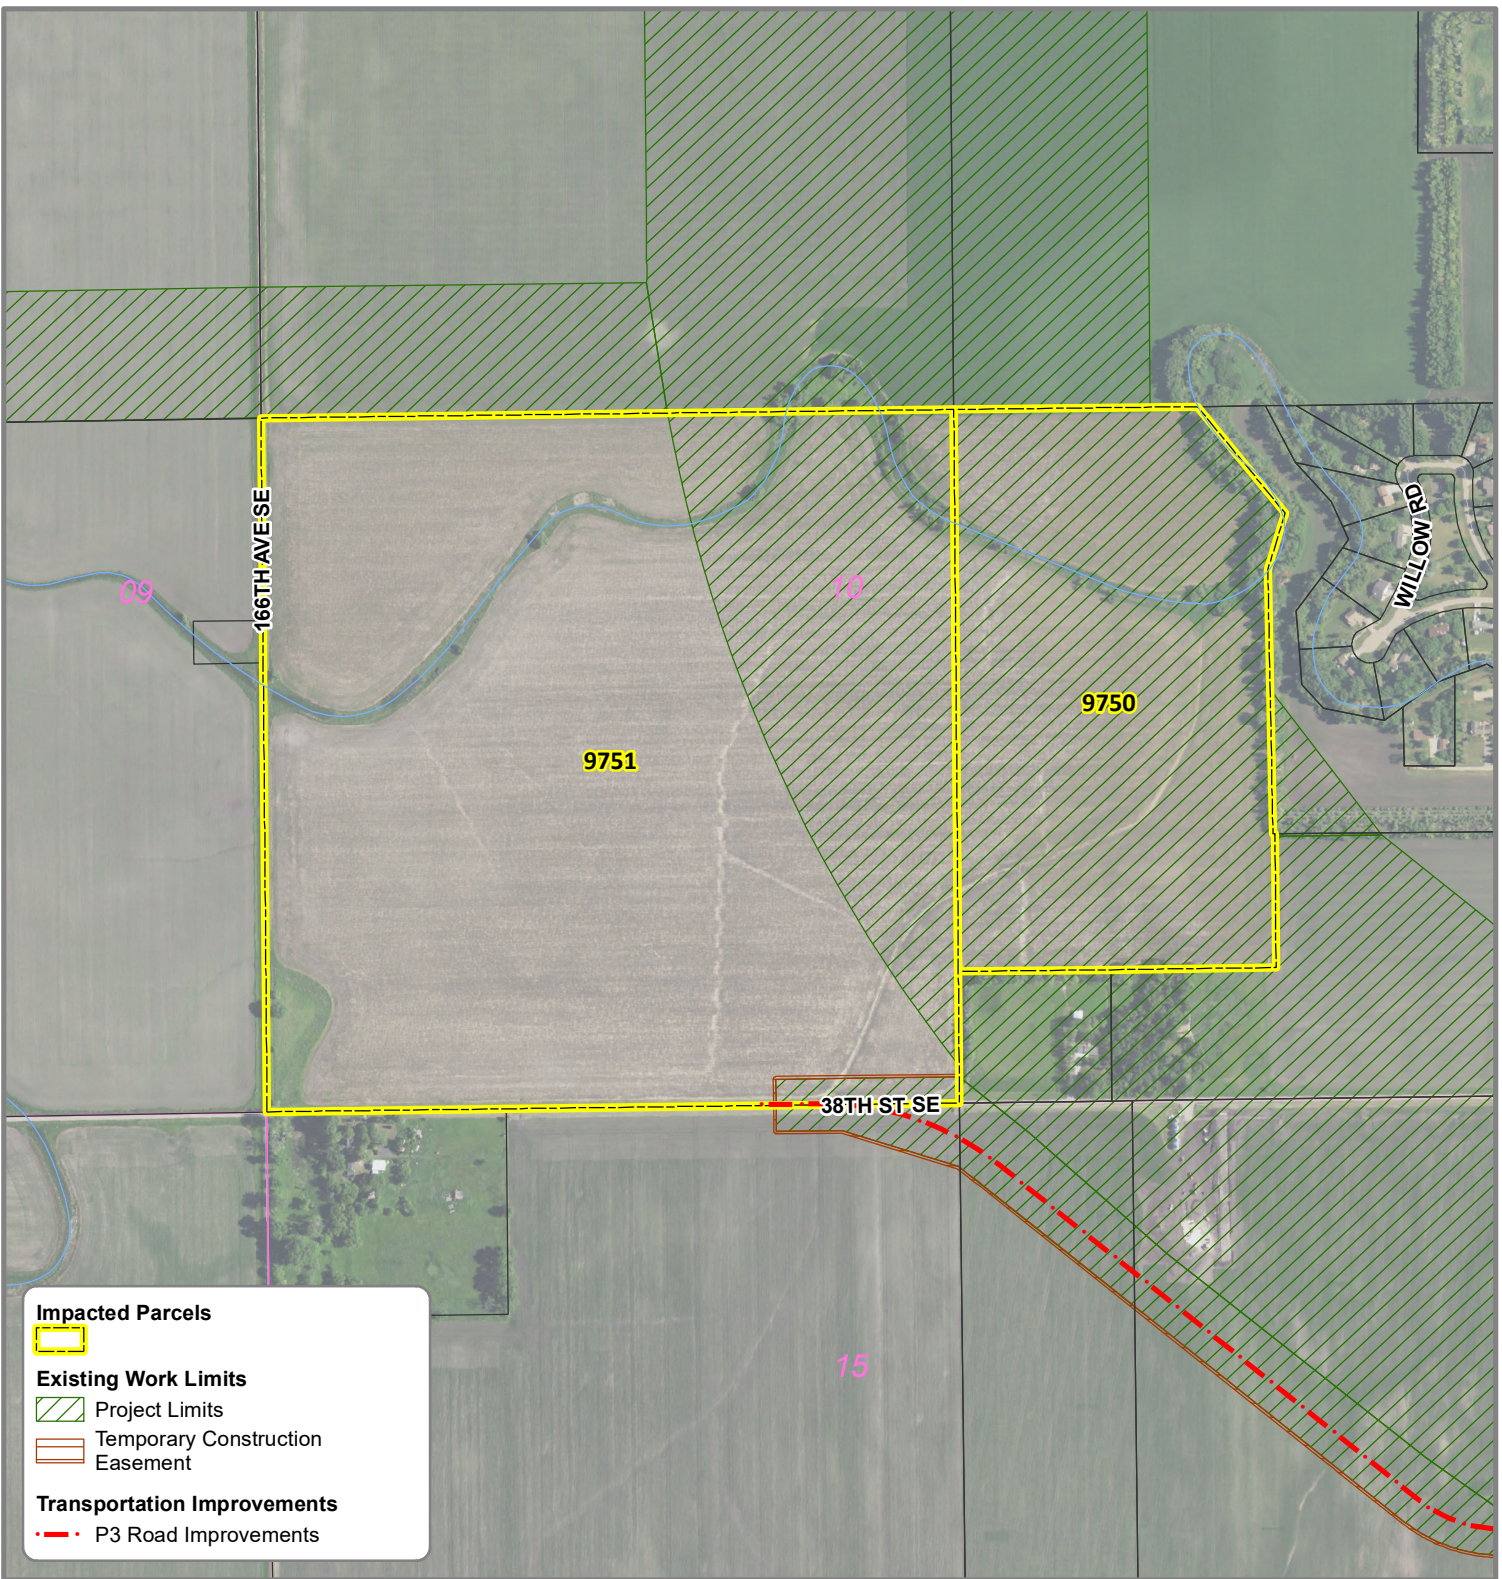 166TH AVE SE
09
10
WILLOW RD
9750
9751
38TH ST SE
15
Impacted Parcels
Existing Work Limits
Project Limits
Temporary Construction
Easement
Transportation Improvements
P3 Road Improvements